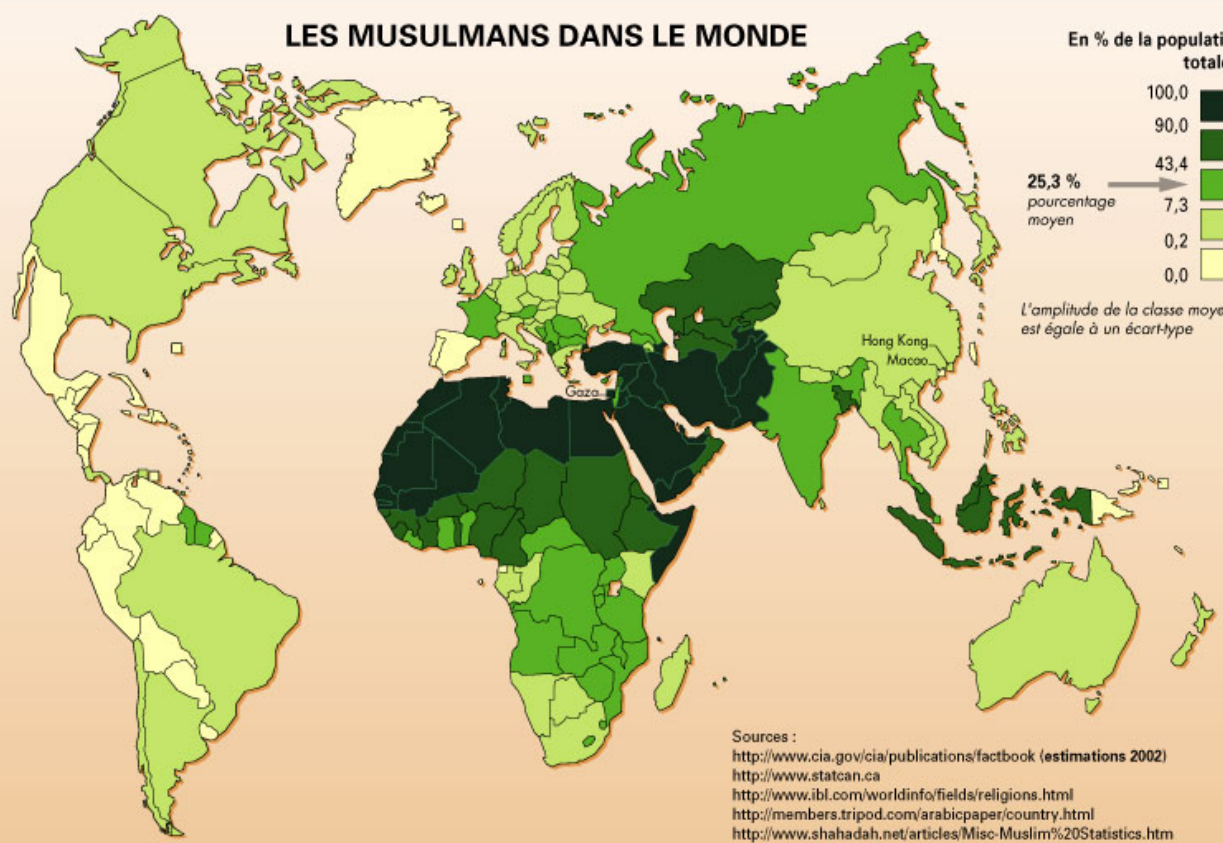 LES MUSULMANS DANS LE MONDE
En % de la populati
totale
100,0
90,0
43,4
25,3 %
pourcentage
moyen
7,3
0,2
0,0
L'amplitude de la classe moye
est égale à un écart-type
Hong Kong
Macao
Gaza
Sources :
http://www.cia.gov/cia/publications/factbook (estimations 2002)
http://www.statcan.ca
http://www.ibl.com/worldinfo/fields/religions.html
http://members.tripod.com/arabicpaper/country.html
http://www.shahadah.net/articles/Misc-Muslim%20Statistics.htm